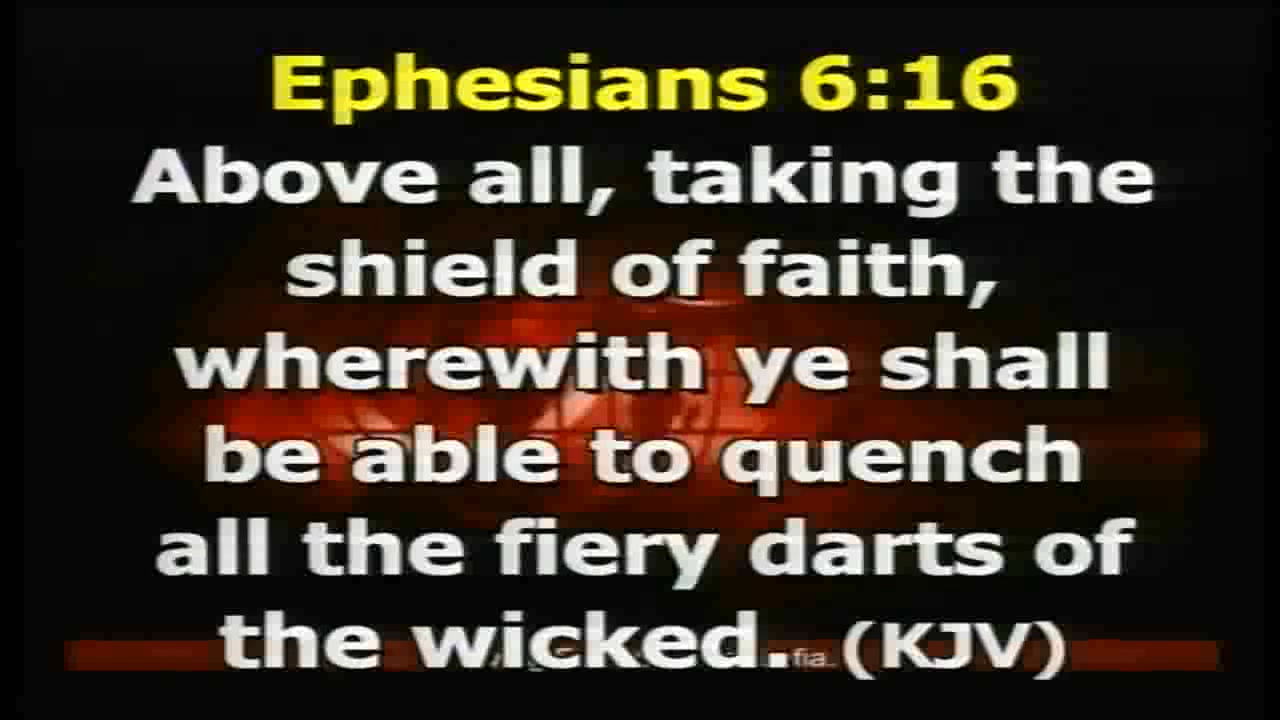 Ephesians 6:16
Above all, taking the
shield of faith,
wherewith ye shall
be able to quench
all the fiery darts of
the wicked. (KJV)